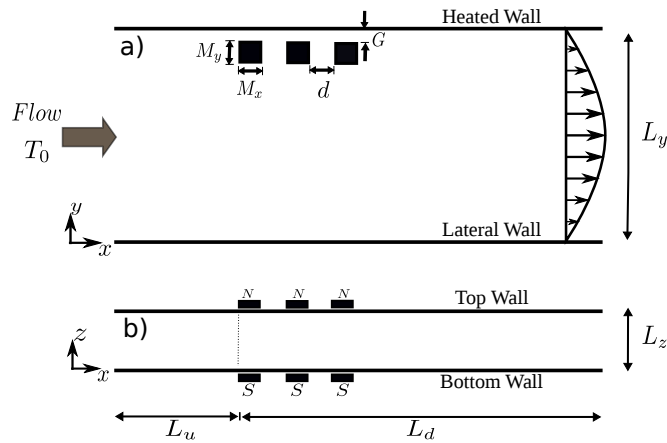 Heated Wall
a)
M_y
G
M_x
d
Flow
T_0
L_y
y
x
Lateral Wall
N N N
Top Wall
b)
z
L_z
x
S S S
Bottom Wall
L_u
L_d